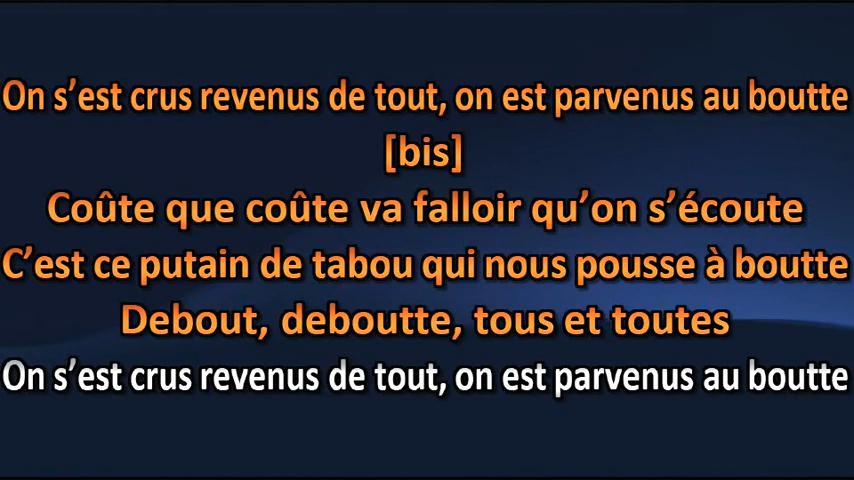 On s’est crus revenus de tout, on est parvenus au boutte
[bis]
Coûte que coûte va falloir qu’on s’écoute
C’est ce putain de tabou qui nous pousse à boutte
Debout, deboutte, tous et toutes
On s’est crus revenus de tout, on est parvenus au boutte